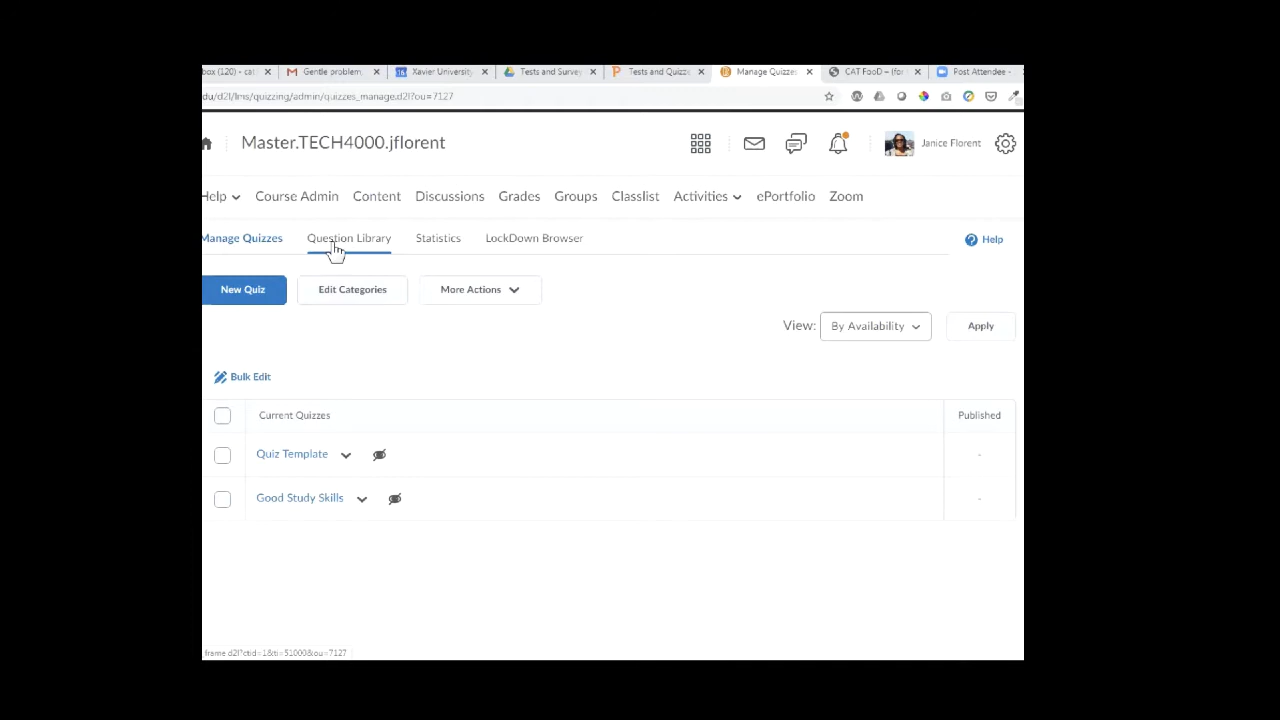 box (120) - cat Gentle problem, Xavier University Tests and Surve Tests and Quizze Manage Quizzes CAT FooD – (for Post Attendee -
du/d2l/lms/quizzing/admin/quizzes_manage.d2l?ou=7127
Master.TECH4000.jflorent Janice Florent
Help Course Admin Content Discussions Grades Groups Classlist Activities ePortfolio Zoom
Manage Quizzes Question Library Statistics LockDown Browser Help
New Quiz Edit Categories More Actions
View: By Availability Apply
Bulk Edit
Current Quizzes Published
Quiz Template -
Good Study Skills -
frame.d2l?ctid=1&ti=51000&ou=7127